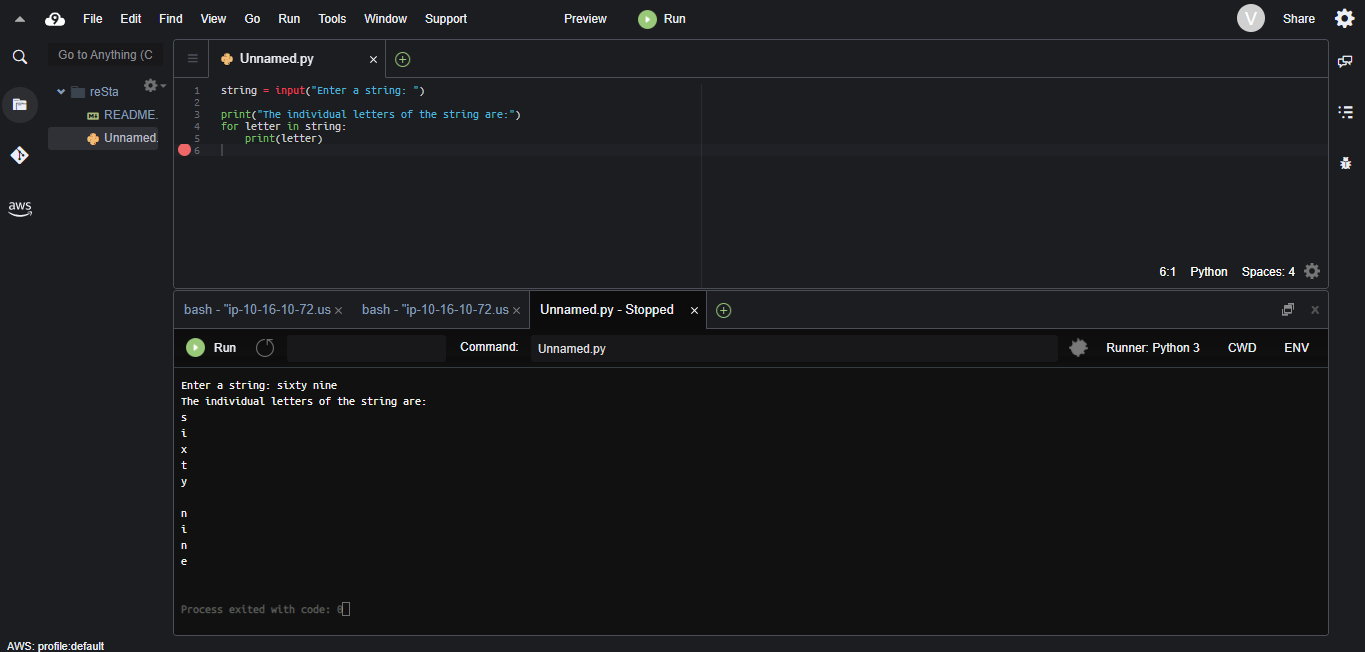 File Edit Find View Go Run Tools Window Support Preview Run V Share
Go to Anything (C
Unnamed.py
reSta
README.
Unnamed.
aws
1 string = input("Enter a string: ")
2
3 print("The individual letters of the string are:")
4 for letter in string:
5 print(letter)
6
6:1 Python Spaces: 4
bash - "ip-10-16-10-72.us bash - "ip-10-16-10-72.us Unnamed.py - Stopped
Run Command: Unnamed.py Runner: Python 3 CWD ENV
Enter a string: sixty nine
The individual letters of the string are:
s
i
x
t
y
n
i
n
e
Process exited with code: 0
AWS: profile:default